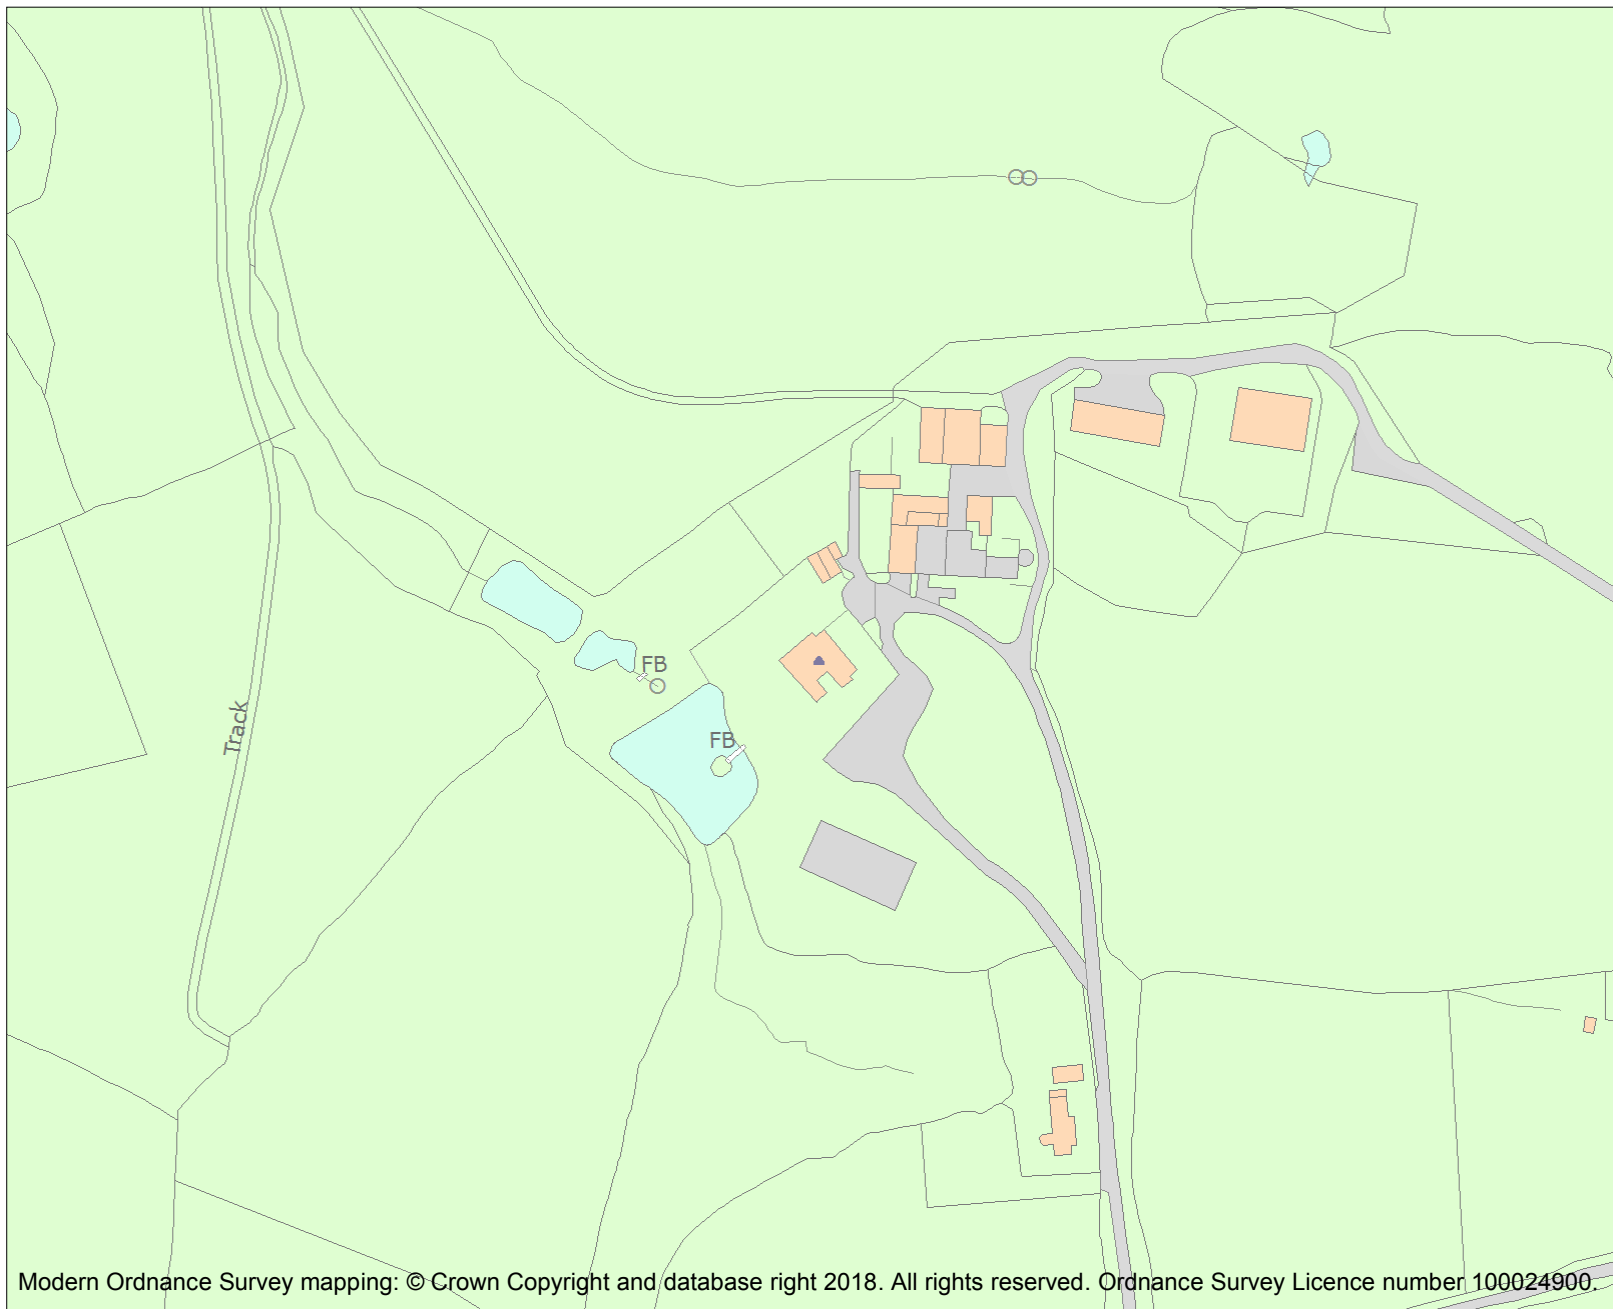 FB
Track
FB
Modern Ordnance Survey mapping: © Crown Copyright and database right 2018. All rights reserved. Ordnance Survey Licence number 100024900.